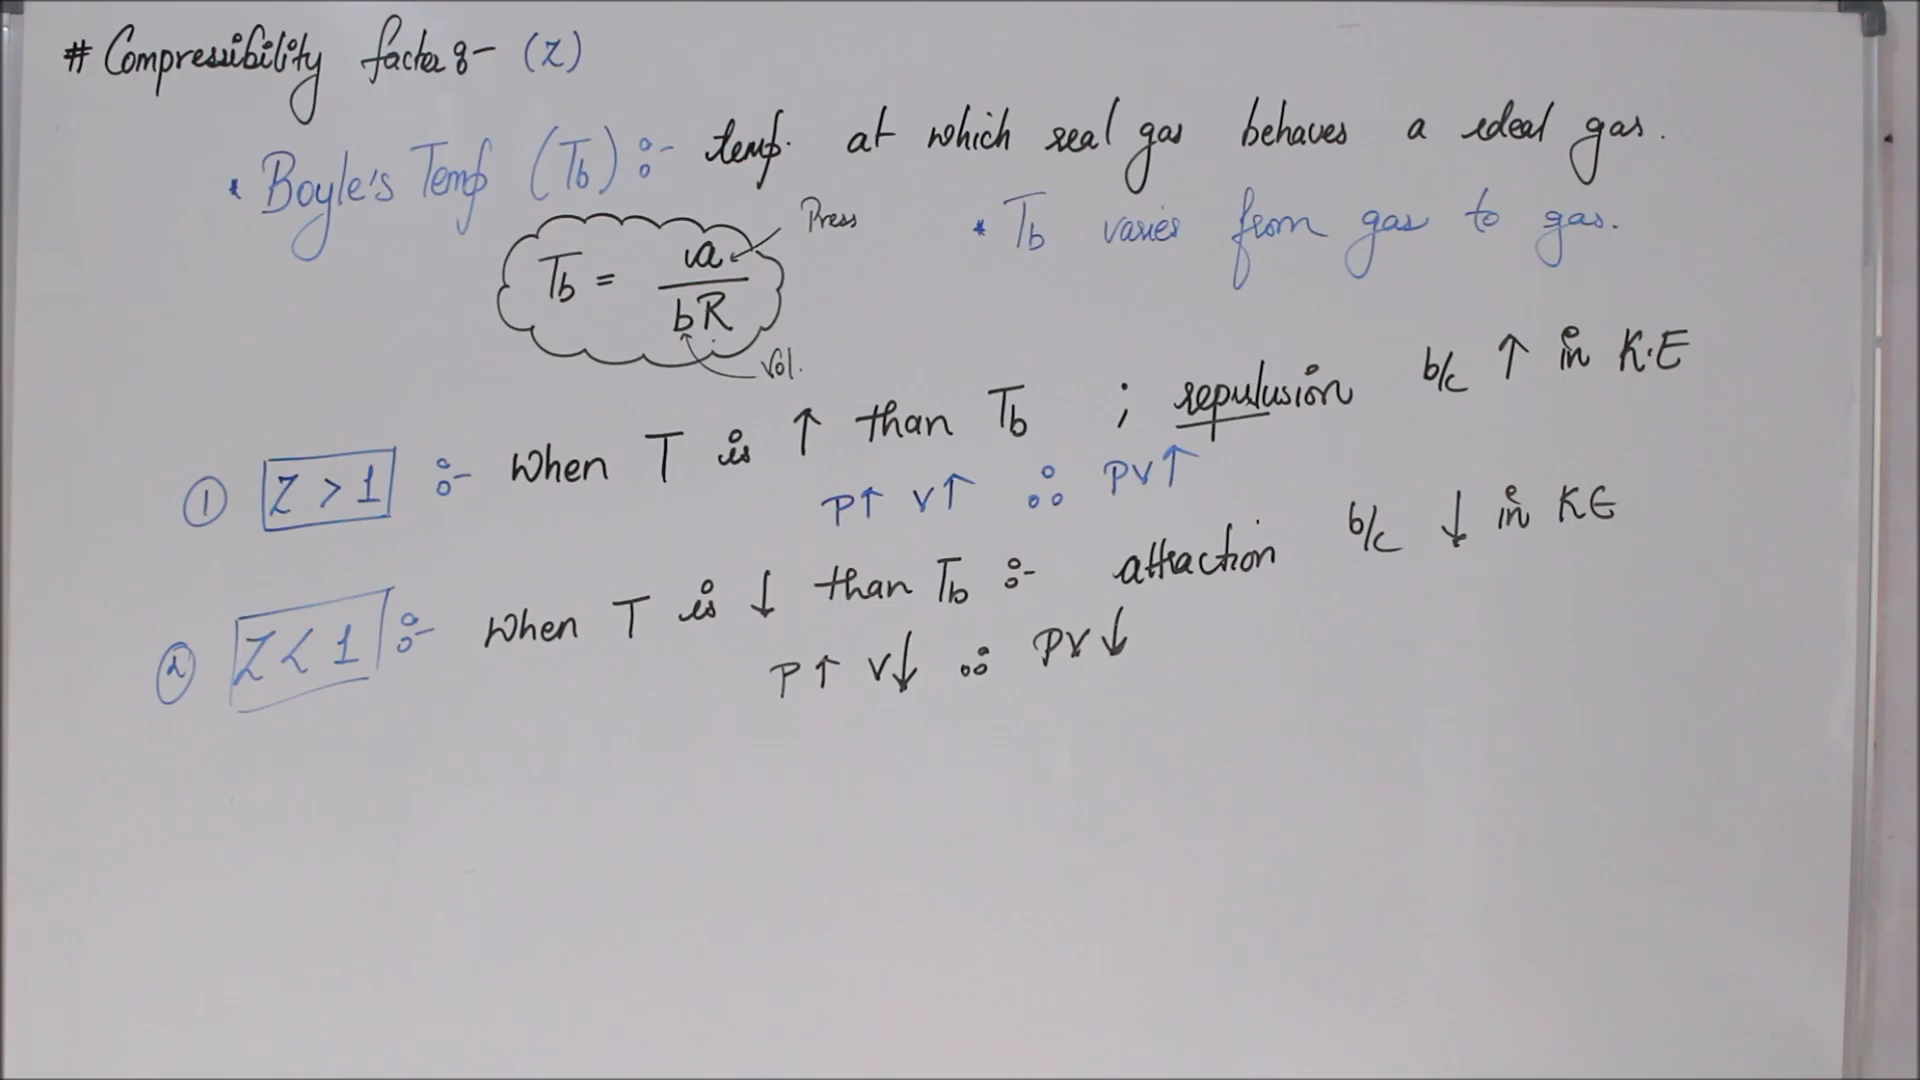 # Compressibility factor :- (Z)
* Boyle's Temp (Tb) :- temp. at which real gas behaves a ideal gas.
Press
* Tb varies from gas to gas.
Tb = a / bR
Vol.
① Z > 1 :- When T is ↑ than Tb ; repulusion b/c ↑ in K.E
P↑ V↑ ∴ PV↑
② Z < 1 :- When T is ↓ than Tb :- attraction b/c ↓ in KE
P↑ V↓ ∴ PV↓